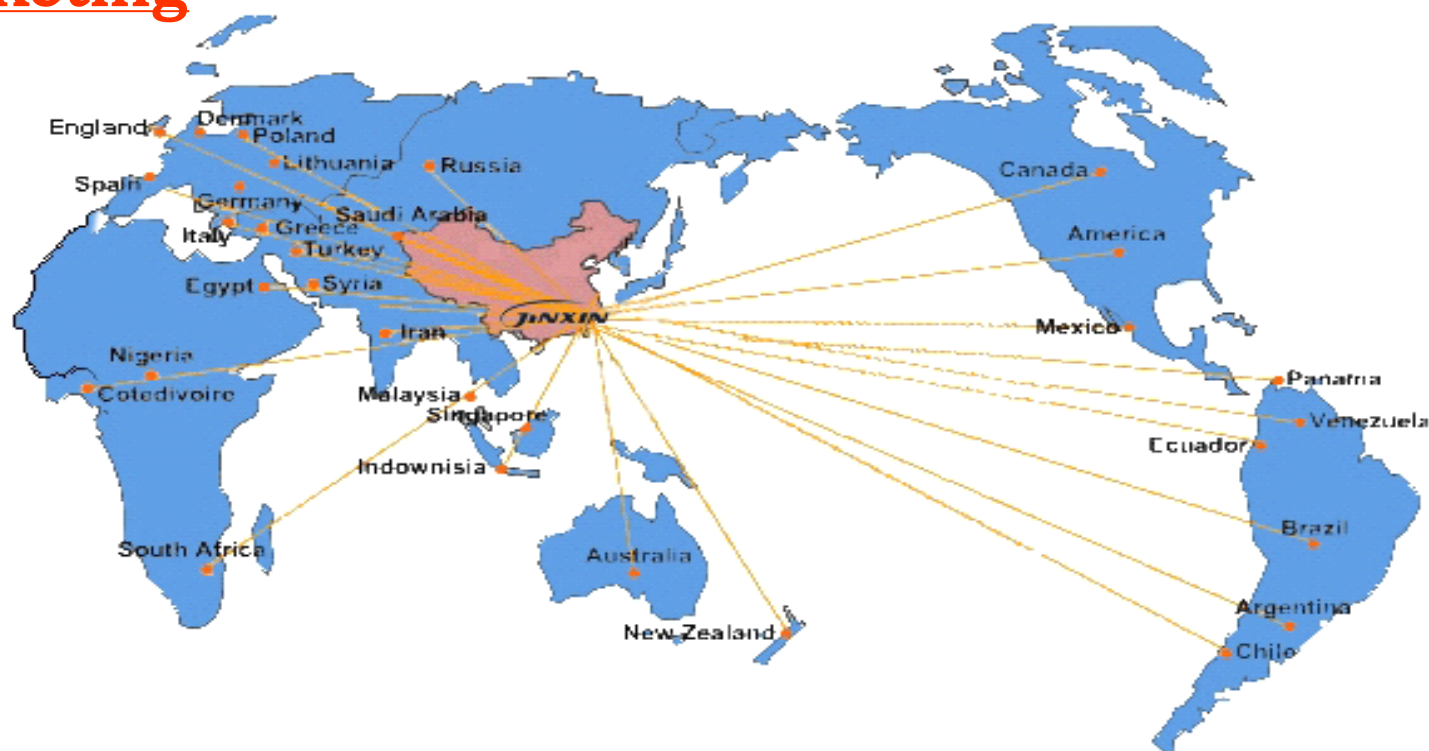 England
Denmark
Poland
Lithuania
Russia
Canada
Spain
Germany
Saudi Arabia
Italy
Greece
America
Turkey
Egypt
Syria
JINXIN
Mexico
Iran
Nigeria
Cotedivoire
Malaysia
Panama
Singapore
Venezuela
Ecuador
Indownisia
South Africa
Australia
Brazil
Argentina
New Zealand
Chile